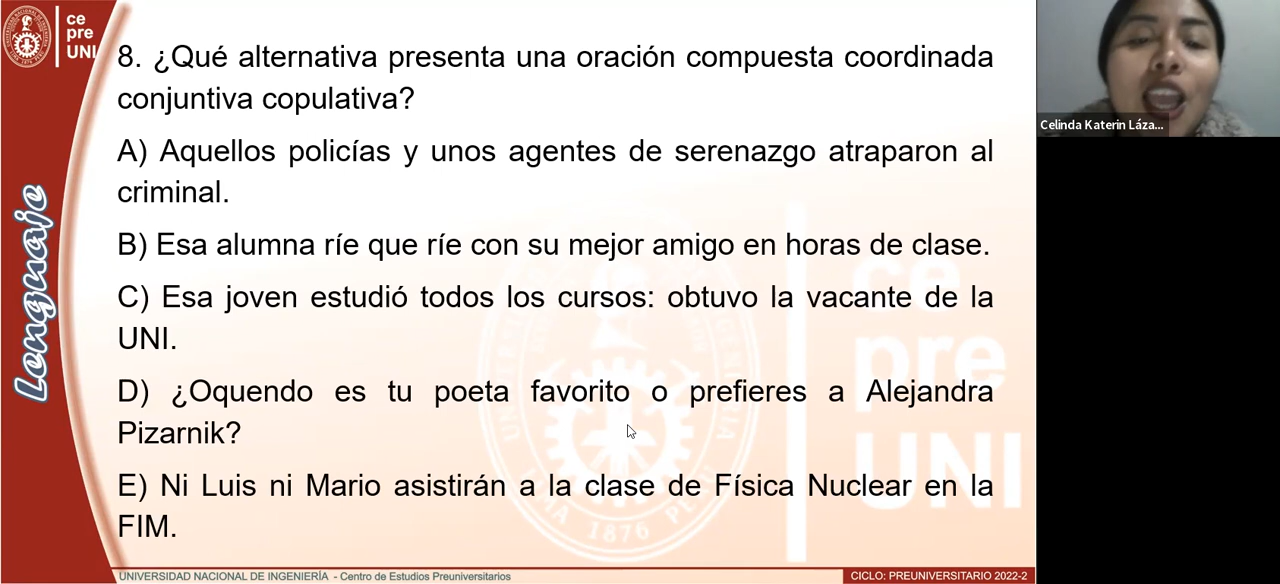 ce
pre
UNI
Lenguaje
8. ¿Qué alternativa presenta una oración compuesta coordinada
conjuntiva copulativa?
A) Aquellos policías y unos agentes de serenazgo atraparon al
criminal.
B) Esa alumna ríe que ríe con su mejor amigo en horas de clase.
C) Esa joven estudió todos los cursos: obtuvo la vacante de la
UNI.
D) ¿Oquendo es tu poeta favorito o prefieres a Alejandra
Pizarnik?
E) Ni Luis ni Mario asistirán a la clase de Física Nuclear en la
FIM.
ce
pre
UNI
1876
UNIVERSIDAD NACIONAL DE INGENIERÍA - Centro de Estudios Preuniversitarios
CICLO: PREUNIVERSITARIO 2022-2
Celinda Katerin Láza...